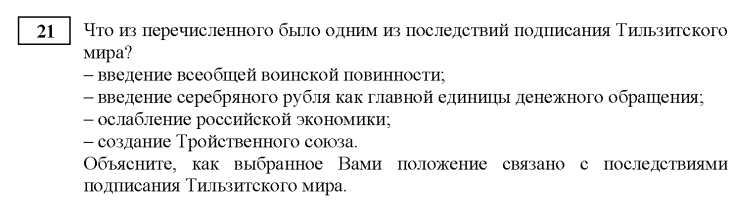 21
Что из перечисленного было одним из последствий подписания Тильзитского
мира?
– введение всеобщей воинской повинности;
– введение серебряного рубля как главной единицы денежного обращения;
– ослабление российской экономики;
– создание Тройственного союза.
Объясните, как выбранное Вами положение связано с последствиями
подписания Тильзитского мира.